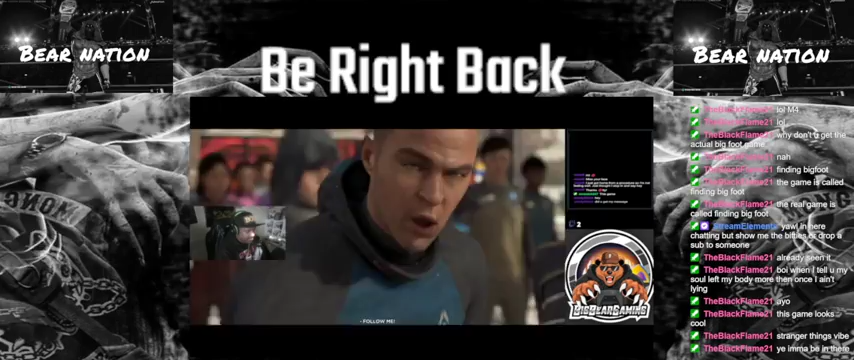 BEAR NATION
Be Right Back
BEAR NATION
TheBlackFlame21 lol M4
TheBlackFlame21 lol
TheBlackFlame21 why don't u get the
actual big foot game
TheBlackFlame21 nah
TheBlackFlame21 finding bigfoot
TheBlackFlame21 the game is called
finding big foot
TheBlackFlame21 the real game is
called finding big foot
StreamElements yaw! In here
chatting but show me the bitties or drop a
sub to someone
TheBlackFlame21 already seen it
TheBlackFlame21 boi when I tell u my
soul left my body more then once I ain't
lying
TheBlackFlame21 ayo
TheBlackFlame21 this game looks
cool
TheBlackFlame21 stranger things vibe
TheBlackFlame21 ye imma be in there
2
BIGBEARGAMING
- FOLLOW ME!